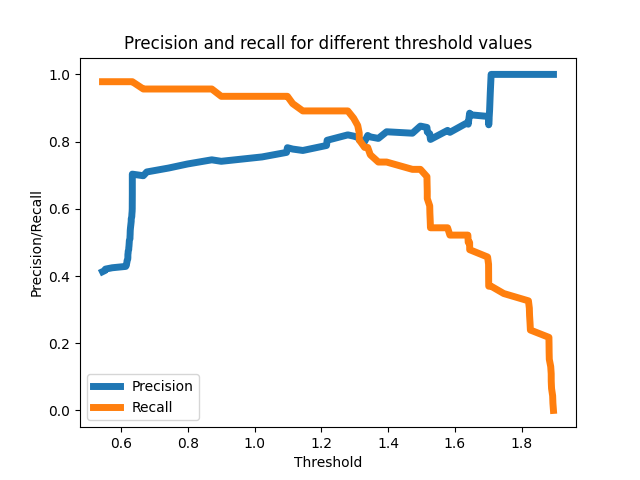 Precision and recall for different threshold values
Precision/Recall
1.0
0.8
0.6
0.4
0.2
0.0
Precision
Recall
0.6 0.8 1.0 1.2 1.4 1.6 1.8
Threshold